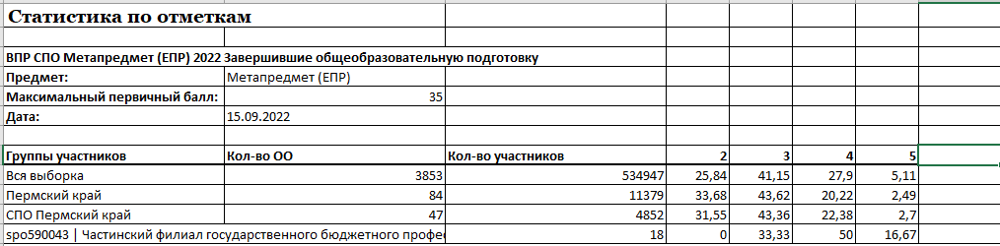 Статистика по отметкам
ВПР СПО Метапредмет (ЕПР) 2022 Завершившие общеобразовательную подготовку
Предмет: Метапредмет (ЕПР)
Максимальный первичный балл: 35
Дата: 15.09.2022
Группы участников Кол-во ОО Кол-во участников 2 3 4 5
Вся выборка 3853 534947 25,84 41,15 27,9 5,11
Пермский край 84 11379 33,68 43,62 20,22 2,49
СПО Пермский край 47 4852 31,55 43,36 22,38 2,7
spo590043 | Частинский филиал государственного бюджетного профес 18 0 33,33 50 16,67